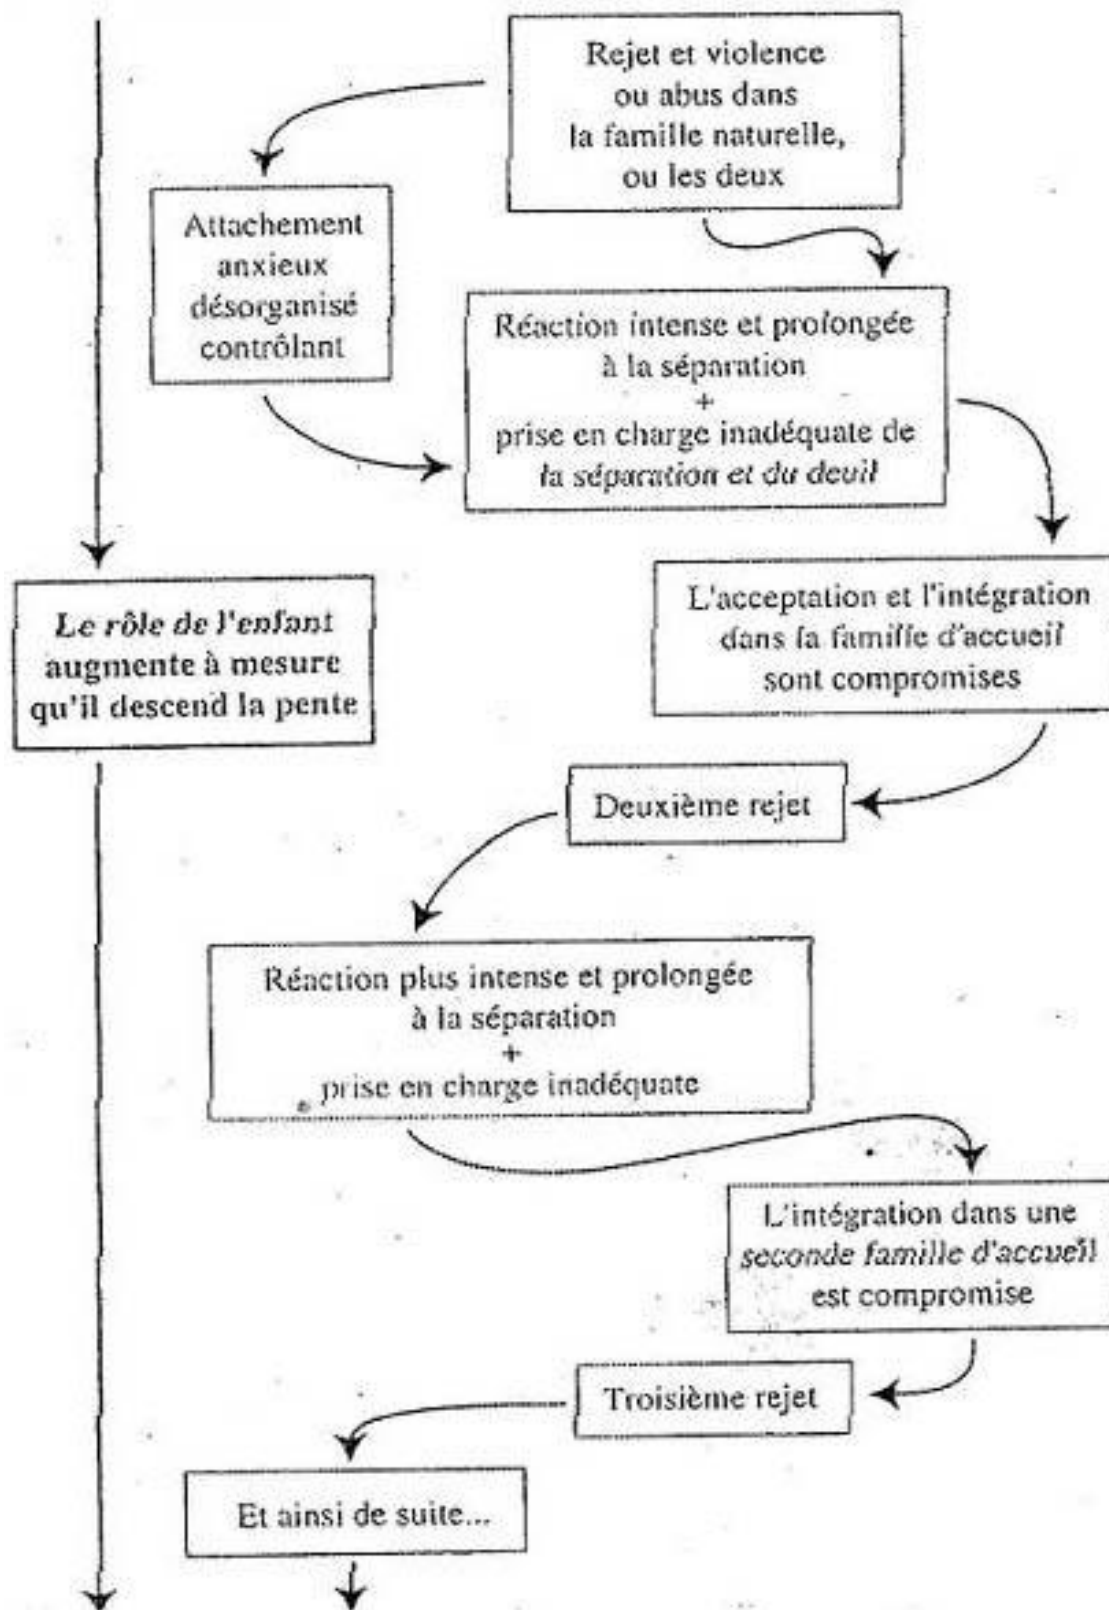 Rejet et violence
ou abus dans
la famille naturelle,
ou les deux
Attachement
anxieux
désorganisé
contrôlant
Réaction intense et prolongée
à la séparation
+
prise en charge inadéquate de
la séparation et du deuil
L'acceptation et l'intégration
dans la famille d'accueil
sont compromises
Le rôle de l'enfant
augmente à mesure
qu'il descend la pente
Deuxième rejet
Réaction plus intense et prolongée
à la séparation
+
prise en charge inadéquate
L'intégration dans une
seconde famille d'accueil
est compromise
Troisième rejet
Et ainsi de suite...